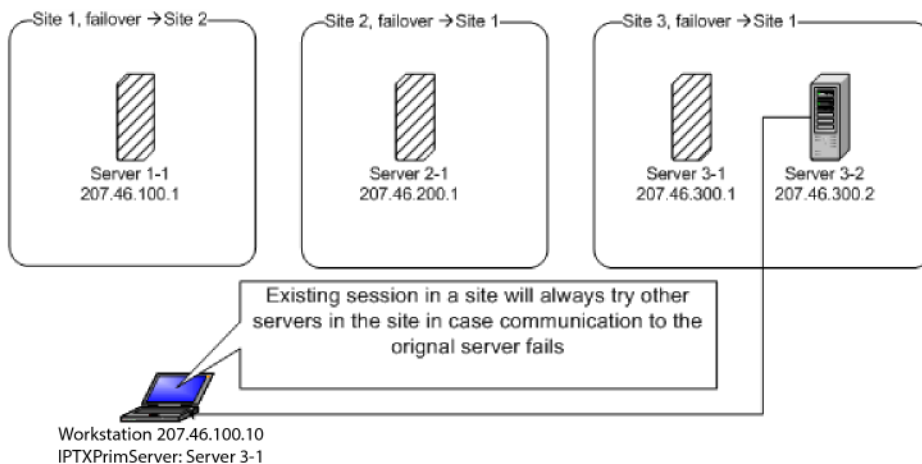 Site 1, failover → Site 2
Site 2, failover → Site 1
Site 3, failover → Site 1
Server 1-1
207.46.100.1
Server 2-1
207.46.200.1
Server 3-1
207.46.300.1
Server 3-2
207.46.300.2
Existing session in a site will always try other
servers in the site in case communication to the
orignal server fails
Workstation 207.46.100.10
IPTXPrimServer: Server 3-1